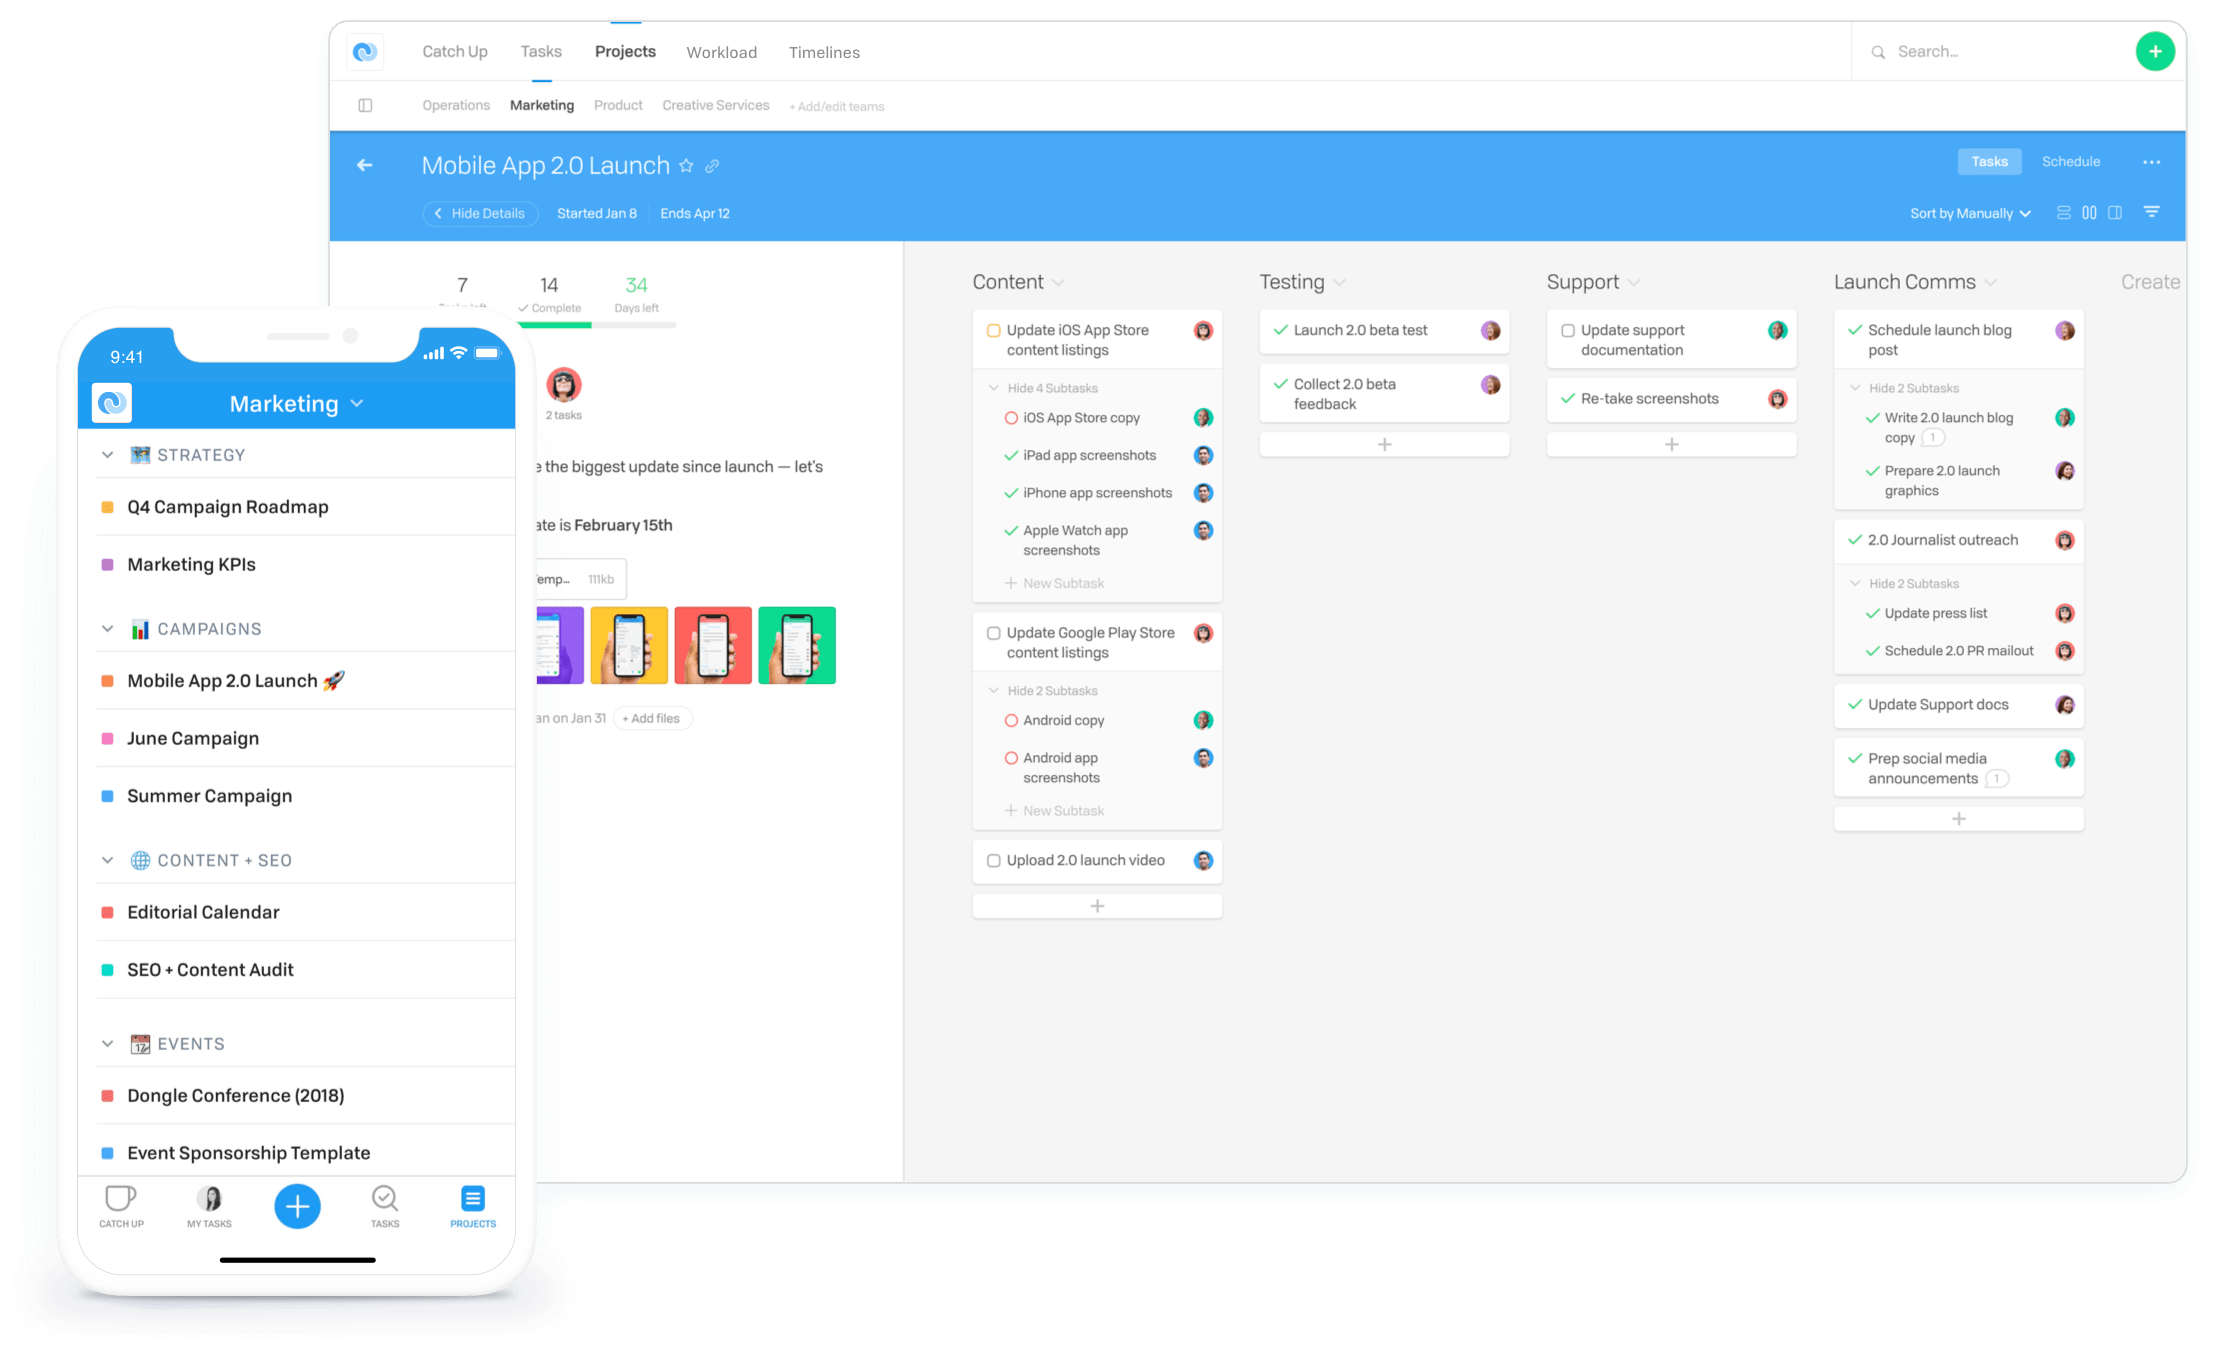 Catch Up
Tasks
Projects
Workload
Timelines
Search...
Operations
Marketing
Product
Creative Services
+ Add/edit teams
Mobile App 2.0 Launch
Tasks
Schedule
Hide Details
Started Jan 8
Ends Apr 12
Sort by Manually
7
14
34
Complete
Days left
2 tasks
the biggest update since launch — let's
is February 15th
111kb
on Jan 31
+ Add files
Content
Update iOS App Store
content listings
Hide 4 Subtasks
iOS App Store copy
iPad app screenshots
iPhone app screenshots
Apple Watch app
screenshots
New Subtask
Update Google Play Store
content listings
Hide 2 Subtasks
Android copy
Android app
screenshots
New Subtask
Upload 2.0 launch video
Testing
Launch 2.0 beta test
Collect 2.0 beta
feedback
Support
Update support
documentation
Re-take screenshots
Launch Comms
Schedule launch blog
post
Hide 2 Subtasks
Write 2.0 launch blog
copy 1
Prepare 2.0 launch
graphics
2.0 Journalist outreach
Hide 2 Subtasks
Update press list
Schedule 2.0 PR mailout
Update Support docs
Prep social media
announcements 1
Create
9:41
Marketing
STRATEGY
Q4 Campaign Roadmap
Marketing KPIs
CAMPAIGNS
Mobile App 2.0 Launch 🚀
June Campaign
Summer Campaign
CONTENT + SEO
Editorial Calendar
SEO + Content Audit
17
EVENTS
Dongle Conference (2018)
Event Sponsorship Template
CATCH UP
MY TASKS
TASKS
PROJECTS